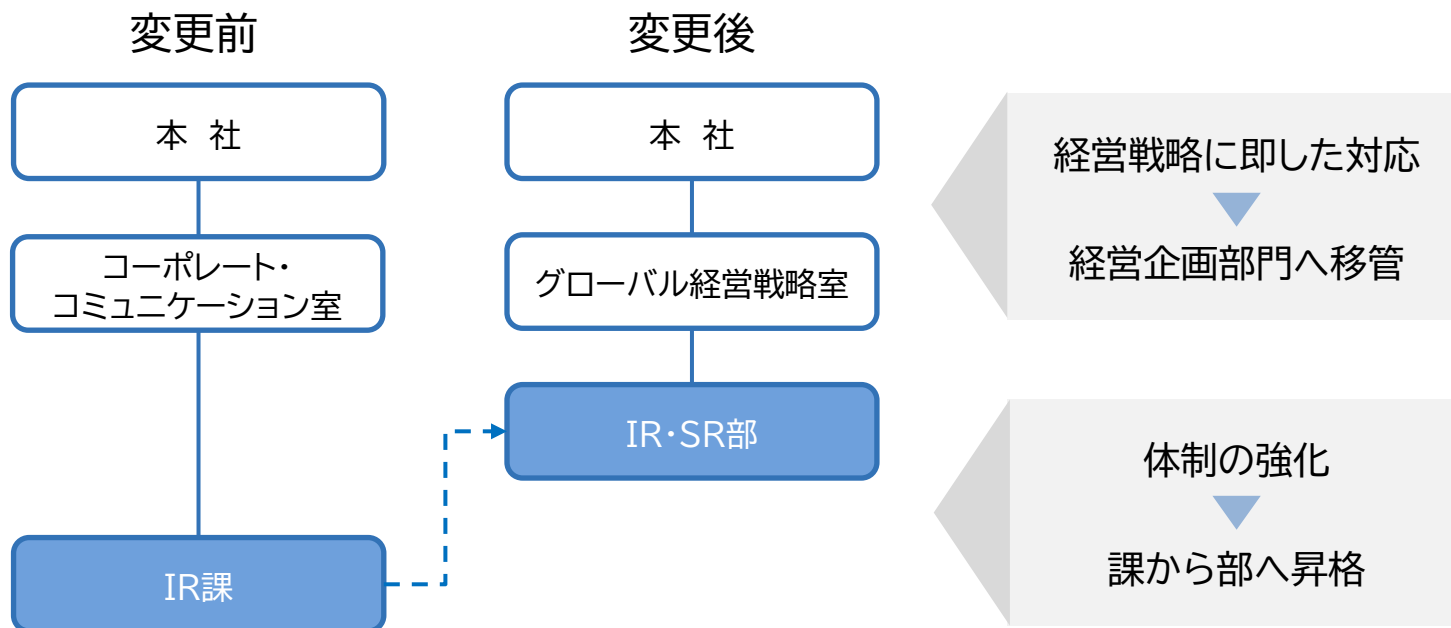 変更前
本 社
コーポレート・
コミュニケーション室
IR課
変更後
本 社
グローバル経営戦略室
IR・SR部
経営戦略に即した対応
経営企画部門へ移管
体制の強化
課から部へ昇格